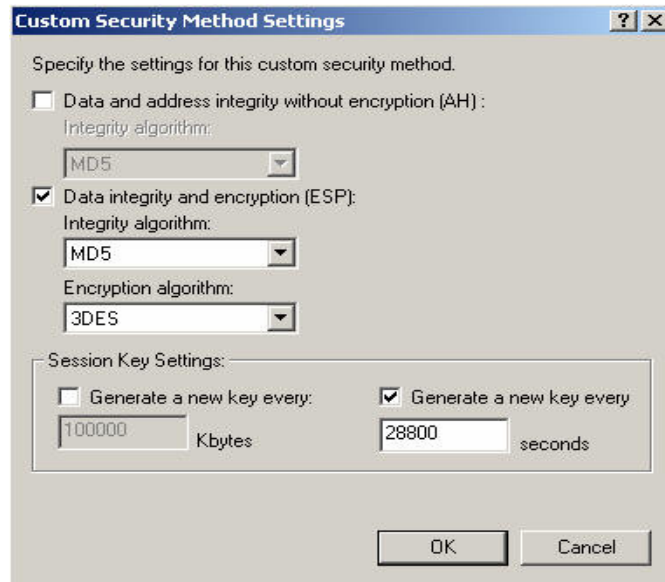 Custom Security Method Settings
Specify the settings for this custom security method.
Data and address integrity without encryption (AH) :
Integrity algorithm:
MD5
Data integrity and encryption (ESP):
Integrity algorithm:
MD5
Encryption algorithm:
3DES
Session Key Settings:
Generate a new key every:
100000 Kbytes
Generate a new key every
28800 seconds
OK
Cancel